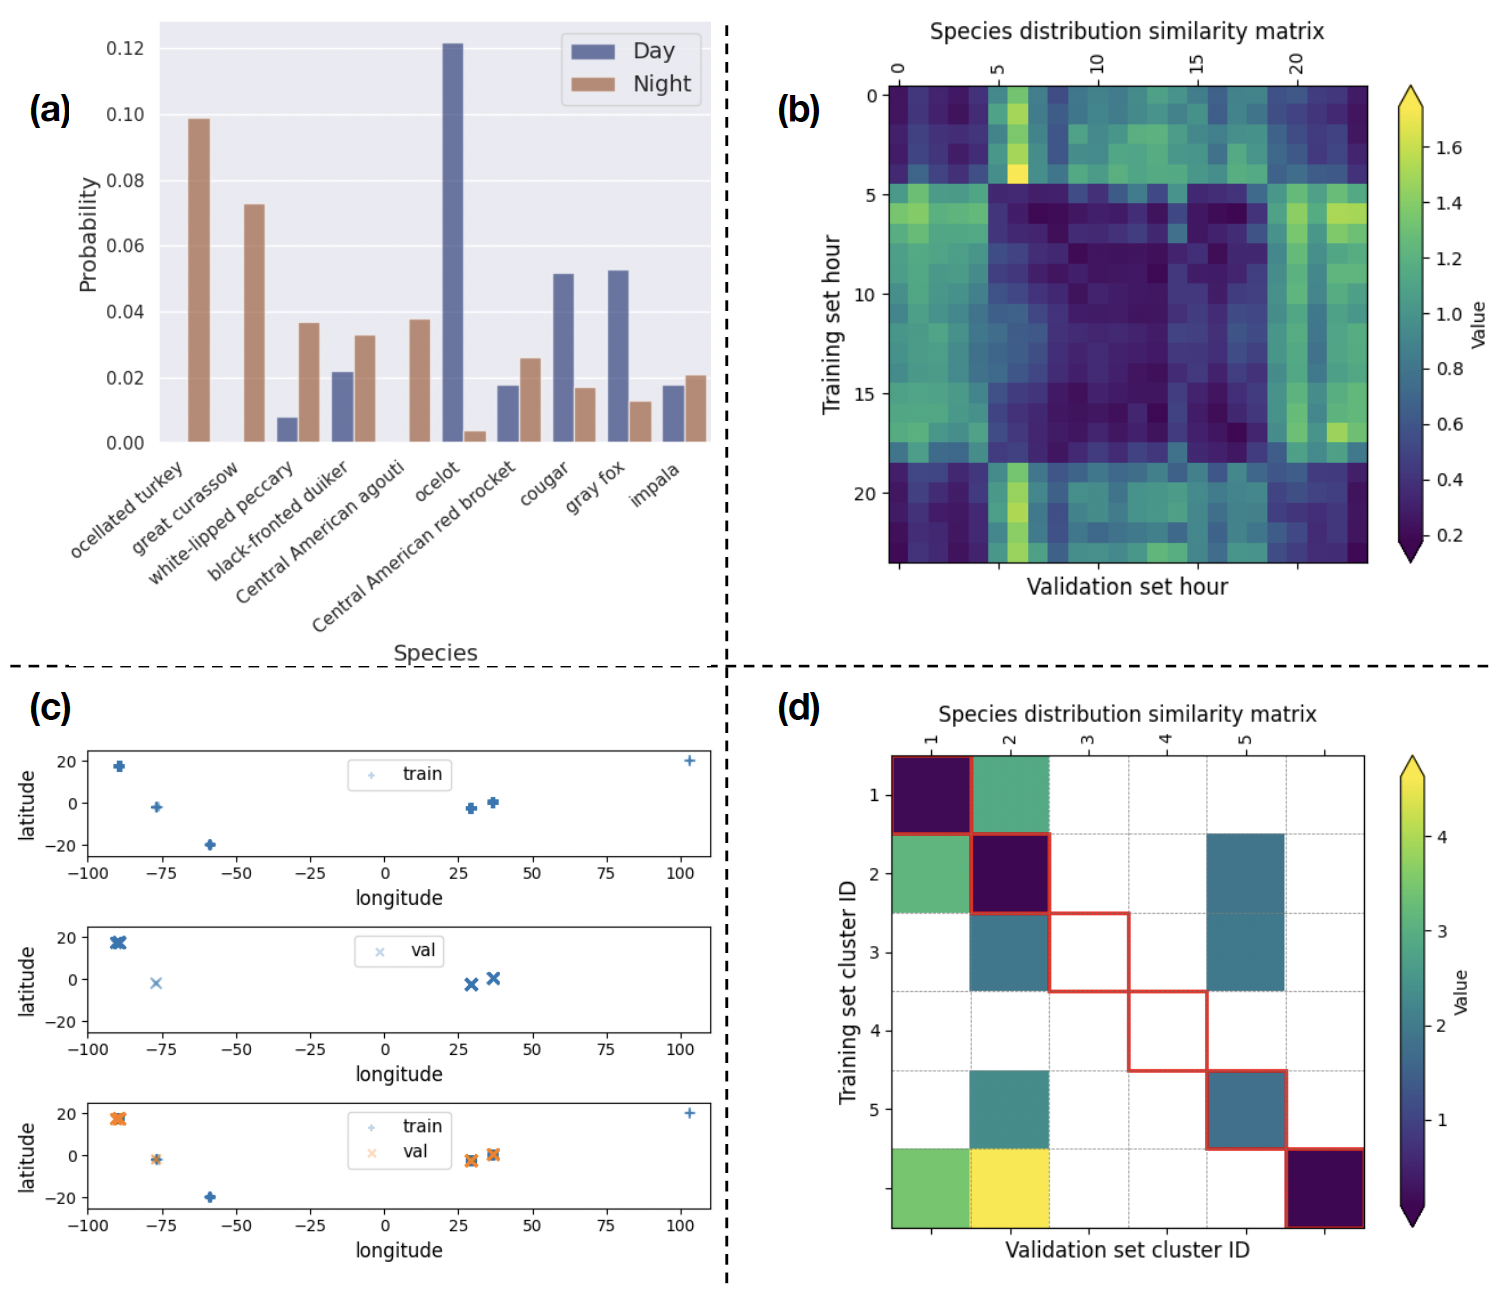 (a)
Day
Night
0.12
0.10
0.08
0.06
0.04
0.02
0.00
Probability
ocellated turkey
great curassow
white-lipped peccary
black-fronted duiker
Central American agouti
ocelot
Central American red brocket
cougar
gray fox
impala
Species
(b)
Species distribution similarity matrix
0 5 10 15 20
0
5
10
15
20
Training set hour
Validation set hour
1.6
1.4
1.2
1.0
0.8
0.6
0.4
0.2
Value
(c)
20
0
−20
latitude
train
−100 −75 −50 −25 0 25 50 75 100
longitude
20
0
−20
latitude
val
−100 −75 −50 −25 0 25 50 75 100
longitude
20
0
−20
latitude
train
val
−100 −75 −50 −25 0 25 50 75 100
longitude
(d)
Species distribution similarity matrix
1 2 3 4 5
1
2
3
4
5
Training set cluster ID
Validation set cluster ID
4
3
2
1
Value